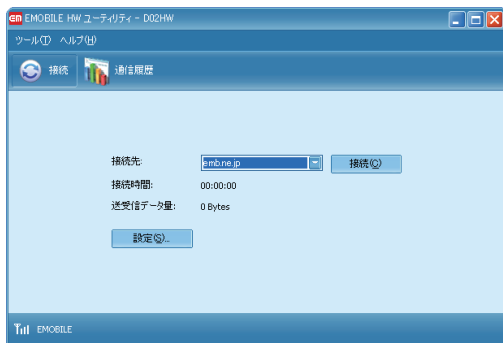 EMOBILE HW ユーティリティ - D02HW
ツール(T) ヘルプ(H)
接続 通信履歴
接続先: emb.ne.jp 接続(C)
接続時間: 00:00:00
送受信データ量: 0 Bytes
設定(S)...
EMOBILE